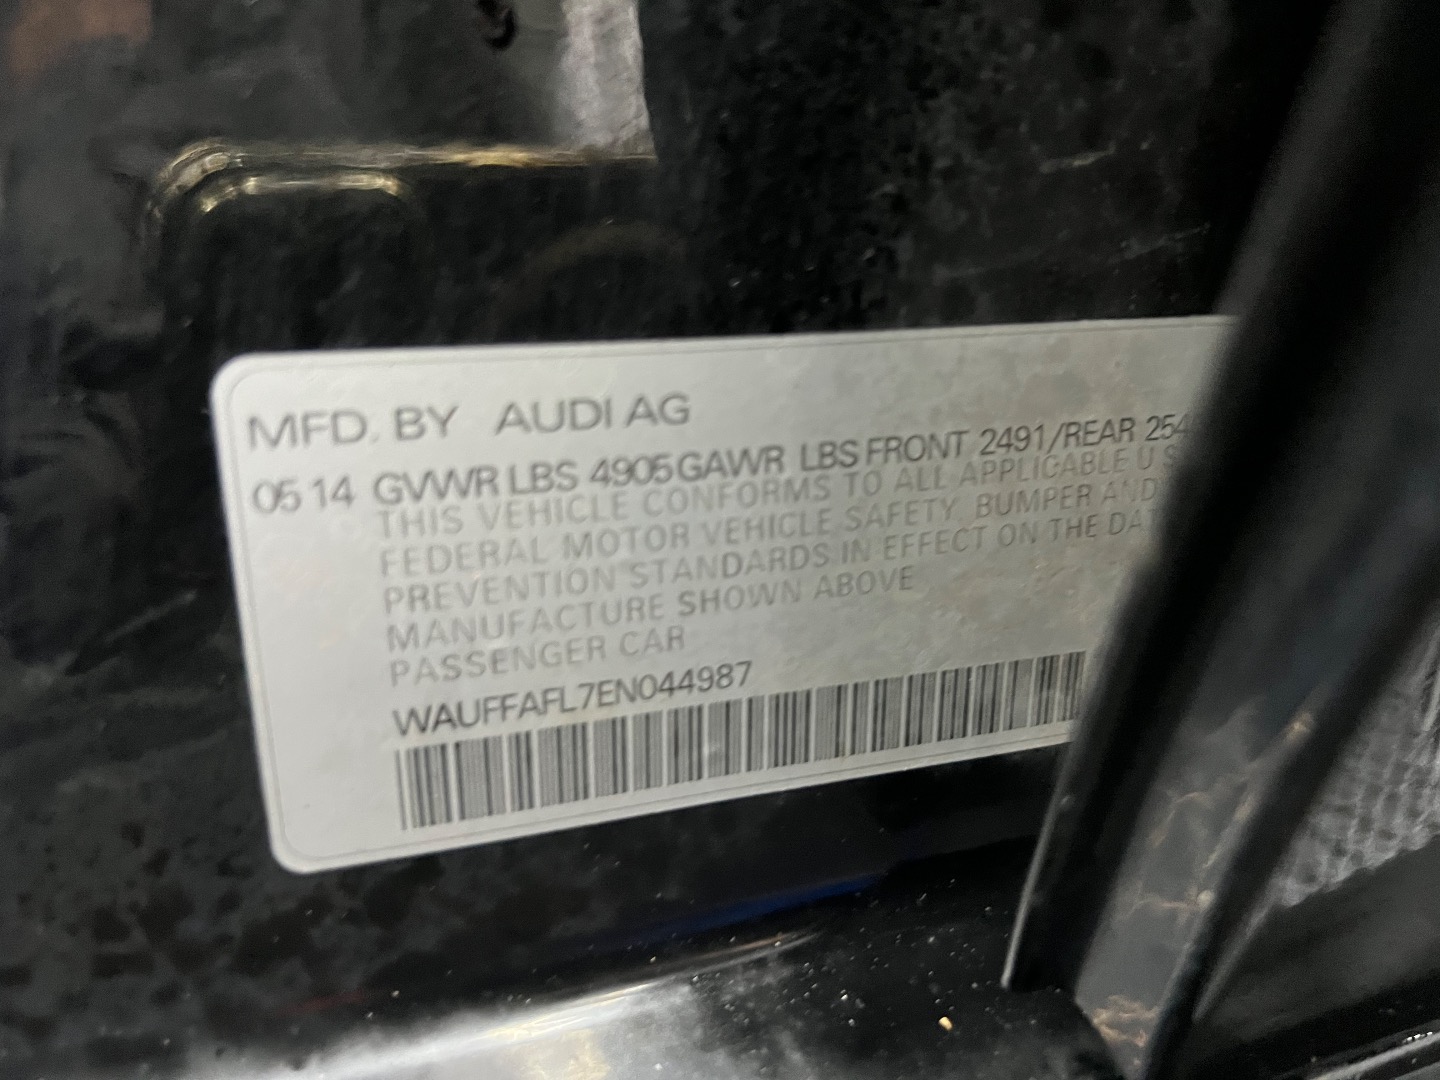 MFD. BY AUDI AG
05 14 GVWR LBS 4905 GAWR LBS FRONT 2491/REAR 254
THIS VEHICLE CONFORMS TO ALL APPLICABLE U S
FEDERAL MOTOR VEHICLE SAFETY, BUMPER AND
PREVENTION STANDARDS IN EFFECT ON THE DAT
MANUFACTURE SHOWN ABOVE
PASSENGER CAR
WAUFFAFL7EN044987